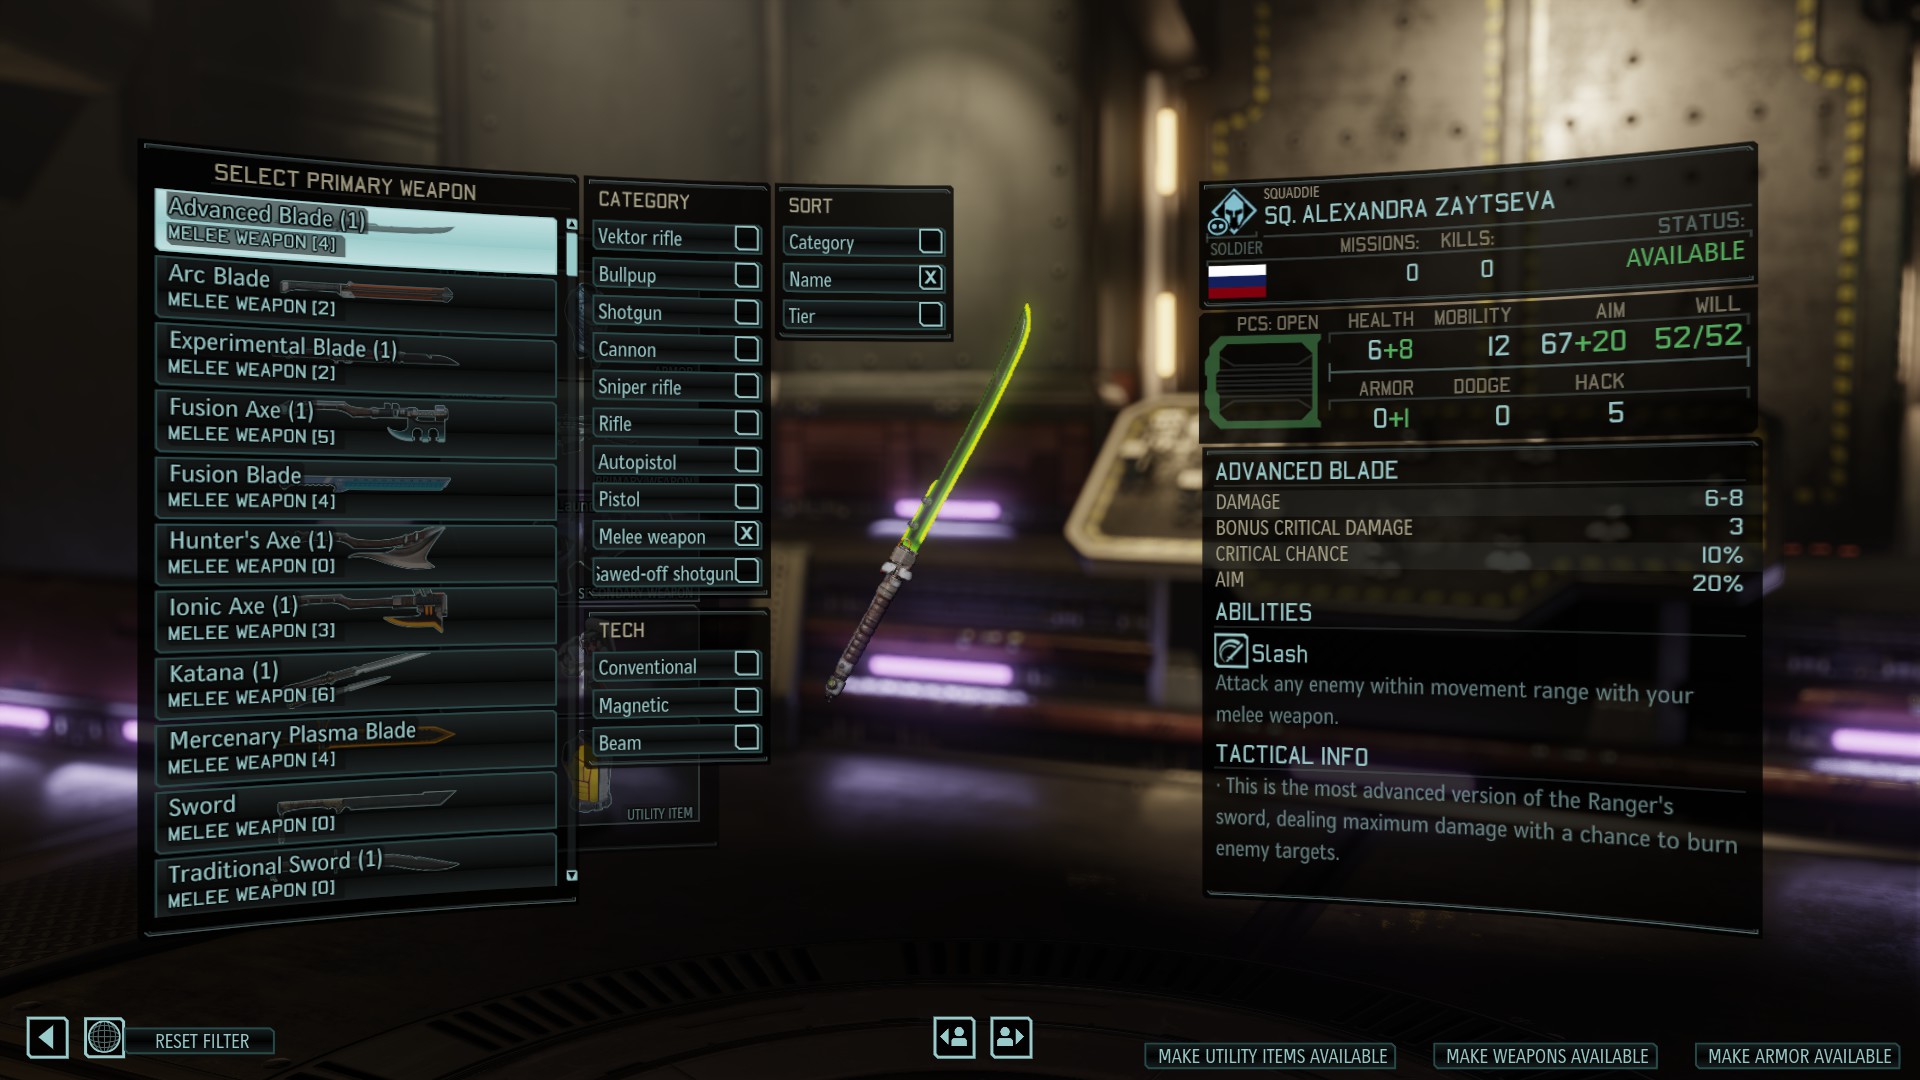 SELECT PRIMARY WEAPON
Advanced Blade (1)
MELEE WEAPON [4]
Arc Blade
MELEE WEAPON [2]
Experimental Blade (1)
MELEE WEAPON [2]
Fusion Axe (1)
MELEE WEAPON [5]
Fusion Blade
MELEE WEAPON [4]
Hunter's Axe (1)
MELEE WEAPON [0]
Ionic Axe (1)
MELEE WEAPON [3]
Katana (1)
MELEE WEAPON [6]
Mercenary Plasma Blade
MELEE WEAPON [4]
Sword
MELEE WEAPON [0]
Traditional Sword (1)
MELEE WEAPON [0]
CATEGORY
Vektor rifle
Bullpup
Shotgun
Cannon
Sniper rifle
Rifle
Autopistol
Pistol
Melee weapon X
Sawed-off shotgun
TECH
Conventional
Magnetic
Beam
UTILITY ITEM
SORT
Category
Name X
Tier
SQUADDIE
SQ. ALEXANDRA ZAYTSEVA
SOLDIER
MISSIONS: KILLS: STATUS:
0 0 AVAILABLE
PCS: OPEN
HEALTH MOBILITY AIM WILL
6+8 12 67+20 52/52
ARMOR DODGE HACK
0+1 0 5
ADVANCED BLADE
DAMAGE 6-8
BONUS CRITICAL DAMAGE 3
CRITICAL CHANCE 10%
AIM 20%
ABILITIES
Slash
Attack any enemy within movement range with your
melee weapon.
TACTICAL INFO
· This is the most advanced version of the Ranger's
sword, dealing maximum damage with a chance to burn
enemy targets.
RESET FILTER
MAKE UTILITY ITEMS AVAILABLE
MAKE WEAPONS AVAILABLE
MAKE ARMOR AVAILABLE